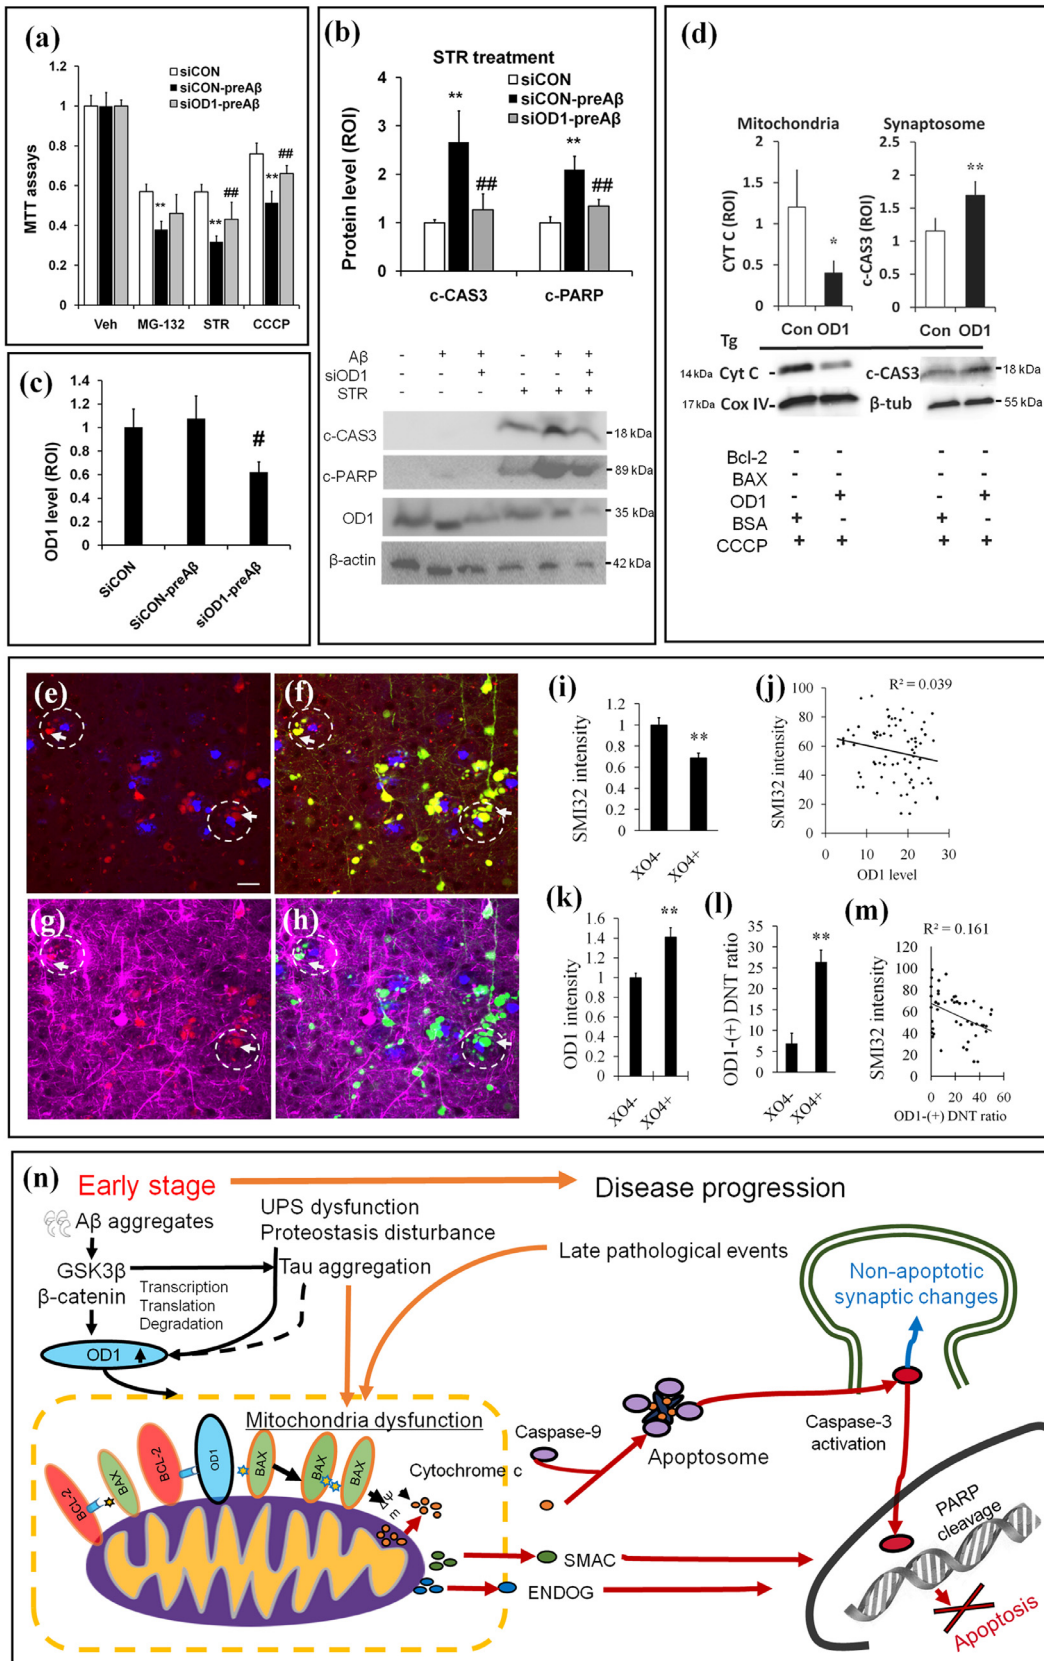 (a)
1.2
1
0.8
0.6
0.4
0.2
0
MTT assays
siCON
siCON-preAβ
siOD1-preAβ
** ** ## ** ##
Veh MG-132 STR CCCP
(b)
STR treatment
siCON
siCON-preAβ
siOD1-preAβ
4
3
2
1
0
Protein level (ROI)
** ## ** ##
c-CAS3 c-PARP
Aβ - + + - + +
siOD1 - - + - - +
STR - - - + + +
c-CAS3 18 kDa
c-PARP 89 kDa
OD1 35 kDa
β-actin 42 kDa
(c)
1.4
1.2
1
0.8
0.6
0.4
0.2
0
OD1 level (ROI)
#
SiCON
SiCON-preAβ
siOD1-preAβ
(d)
Mitochondria Synaptosome
2
1.5
1
0.5
0
CYT C (ROI)
*
Con OD1
2.5
2
1.5
1
0.5
0
c-CAS3 (ROI)
**
Con OD1
Tg
14 kDa Cyt C c-CAS3 18 kDa
17 kDa Cox IV β-tub 55 kDa
Bcl-2 - - - -
BAX - - - -
OD1 - + - +
BSA + - + -
CCCP + + + +
(e)
(f)
(g)
(h)
(i)
1.2
1
0.8
0.6
0.4
0.2
0
SMI32 intensity
**
XO4-
XO4+
(j)
R² = 0.039
100
80
60
40
20
0
SMI32 intensity
0 10 20 30
OD1 level
(k)
1.6
1.4
1.2
1
0.8
0.6
0.4
0.2
0
OD1 intensity
**
XO4-
XO4+
(l)
35
30
25
20
15
10
5
0
OD1-(+) DNT ratio
**
XO4-
XO4+
(m)
R² = 0.161
120
100
80
60
40
20
0
SMI32 intensity
0 20 40 60
OD1-(+) DNT ratio
(n)
Early stage
Disease progression
Aβ aggregates
GSK3β
β-catenin
OD1
Transcription
Translation
Degradation
UPS dysfunction
Proteostasis disturbance
Tau aggregation
Late pathological events
Non-apoptotic
synaptic changes
Mitochondria dysfunction
BCL-2
BAX
BCL-2
OD1
BAX
BAX
BAX
ΔΨ
m
Cytochrome c
Caspase-9
Apoptosome
Caspase-3
activation
SMAC
ENDOG
PARP
cleavage
Apoptosis